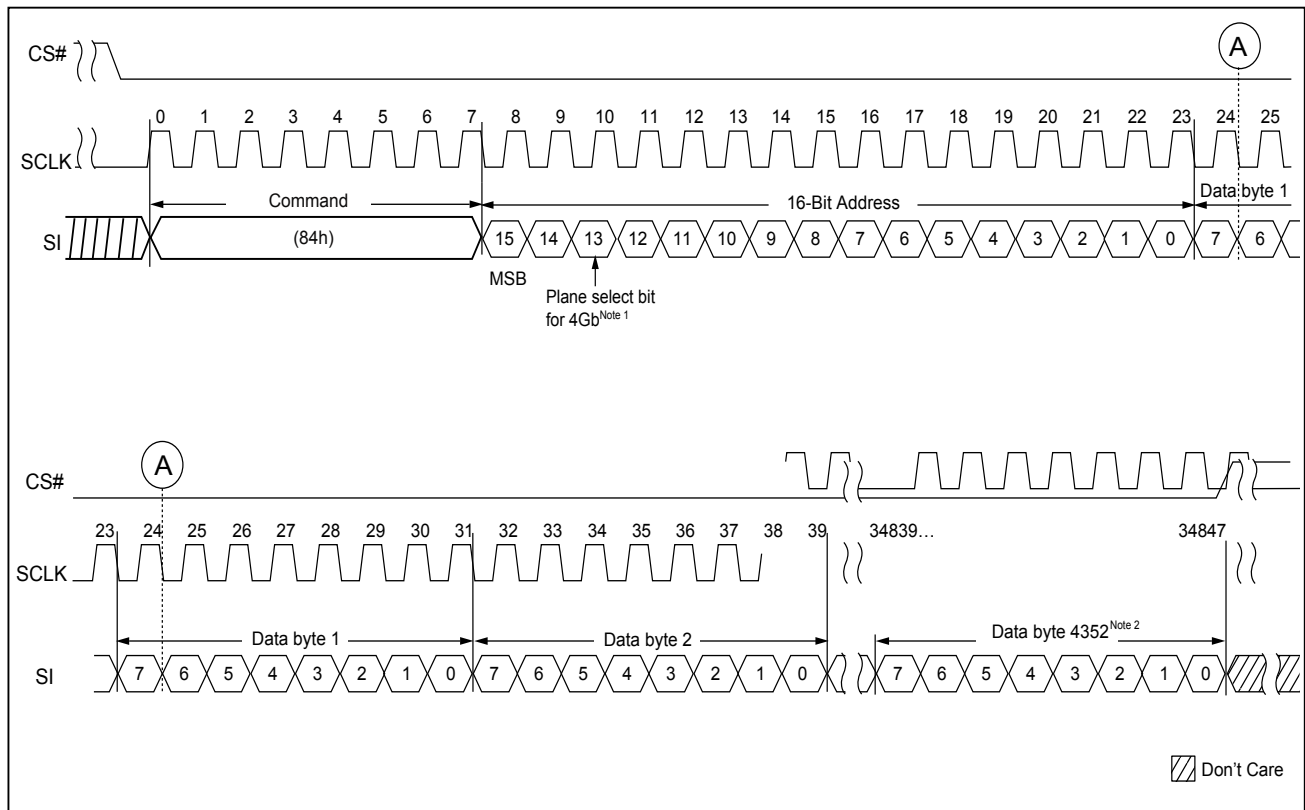 CS#
A
0 1 2 3 4 5 6 7 8 9 10 11 12 13 14 15 16 17 18 19 20 21 22 23 24 25
SCLK
Command
16-Bit Address
Data byte 1
SI
(84h)
15 14 13 12 11 10 9 8 7 6 5 4 3 2 1 0 7 6
MSB
Plane select bit
for 4Gb Note 1
A
CS#
23 24 25 26 27 28 29 30 31 32 33 34 35 36 37 38 39 34839... 34847
SCLK
Data byte 1
Data byte 2
Data byte 4352 Note 2
SI
7 6 5 4 3 2 1 0 7 6 5 4 3 2 1 0 7 6 5 4 3 2 1 0
Don't Care